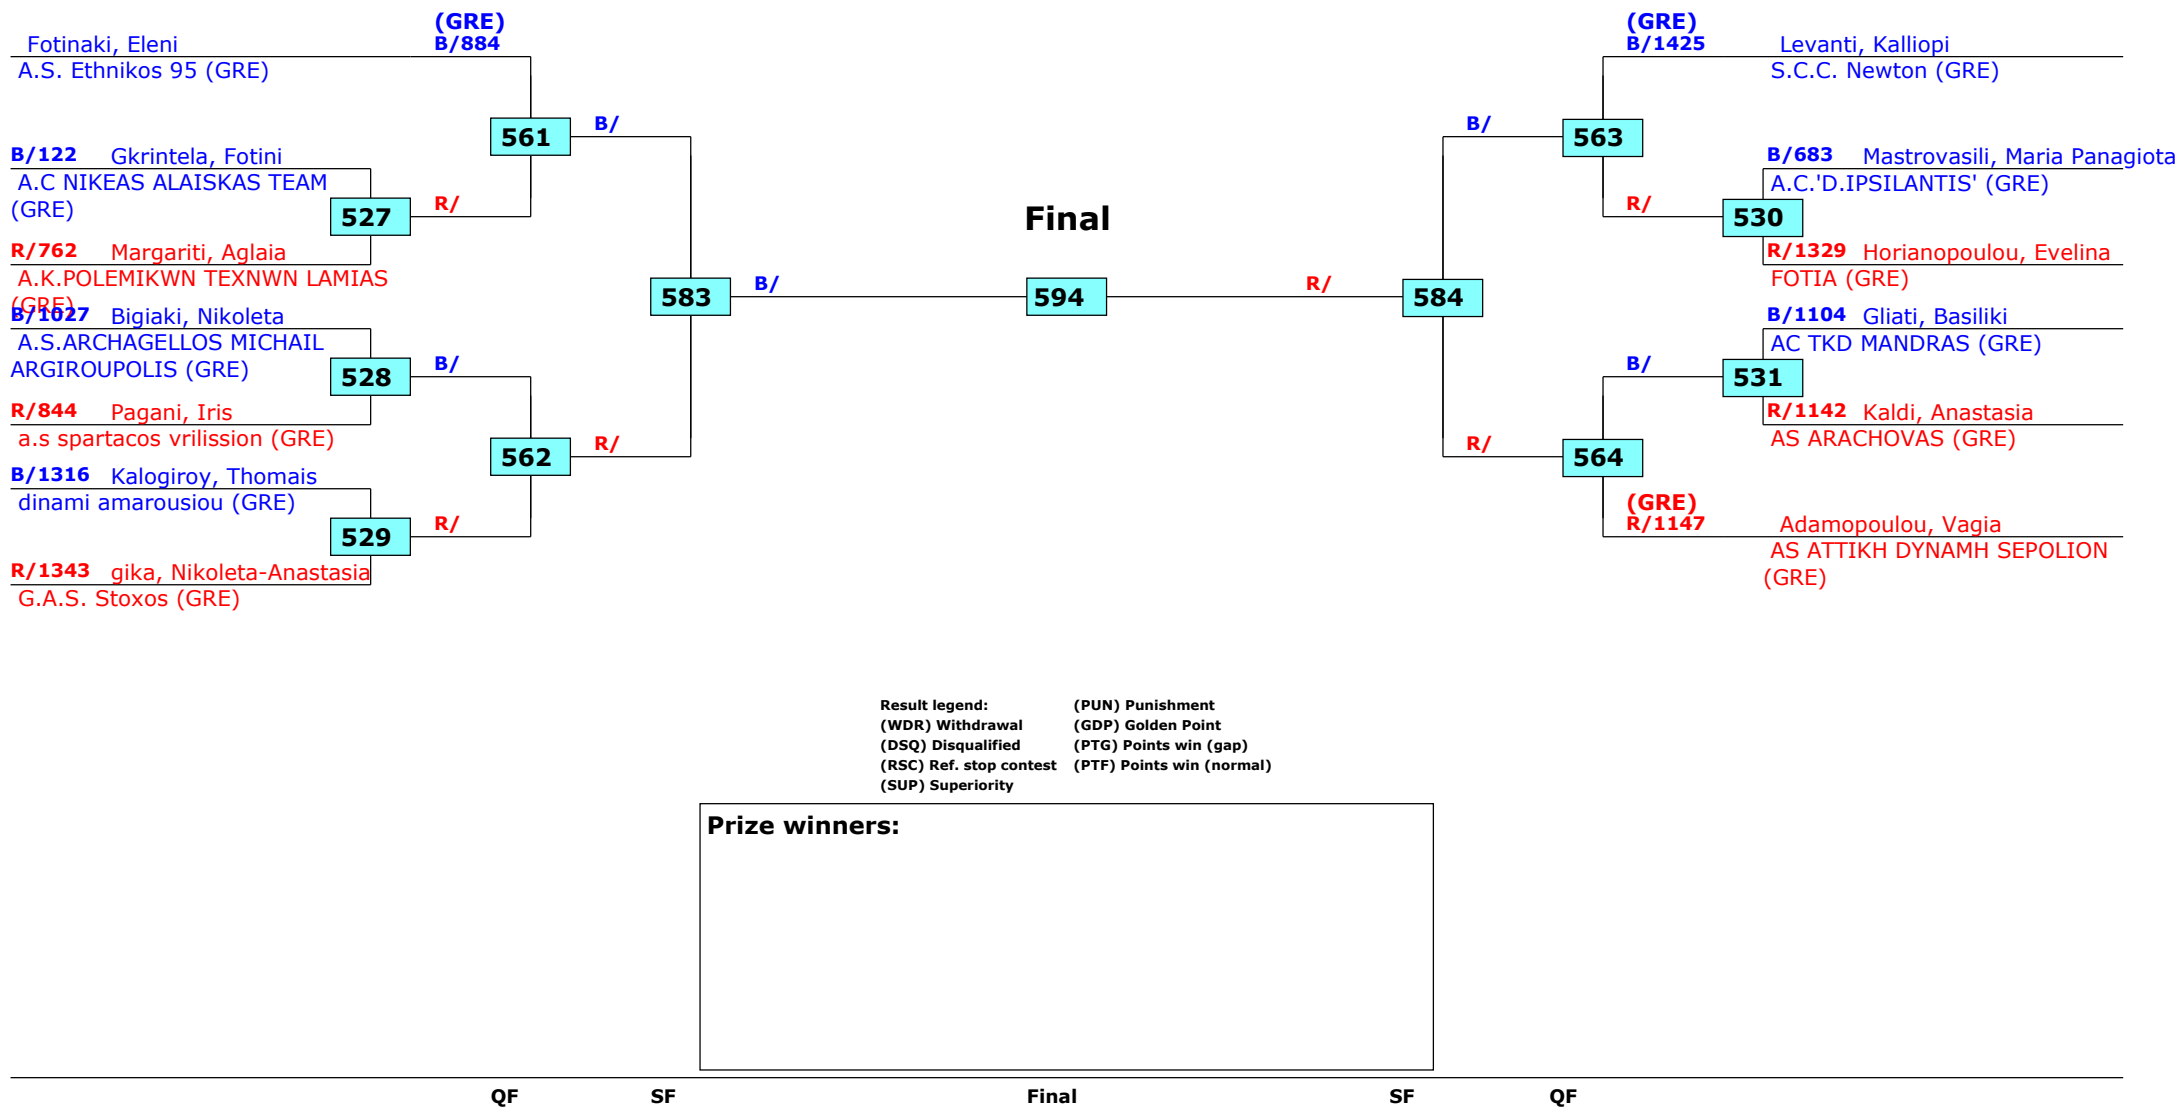 (GRE)
Fotinaki, Eleni B/884
A.S. Ethnikos 95 (GRE)
561 B/
B/122 Gkrintela, Fotini
A.C NIKEAS ALAISKAS TEAM
(GRE)
527 R/
R/762 Margariti, Aglaia
A.K.POLEMIKWN TEXNWN LAMIAS
(GRE)
583 B/
B/1027 Bigiaki, Nikoleta
A.S.ARCHAGELLOS MICHAIL
ARGIROUPOLIS (GRE)
528 B/
R/844 Pagani, Iris
a.s spartacos vrilission (GRE)
562 R/
B/1316 Kalogiroy, Thomais
dinami amarousiou (GRE)
529 R/
R/1343 gika, Nikoleta-Anastasia
G.A.S. Stoxos (GRE)
Final
594
(GRE)
B/1425 Levanti, Kalliopi
S.C.C. Newton (GRE)
B/ 563
B/683 Mastrovasili, Maria Panagiota
A.C.'D.IPSILANTIS' (GRE)
R/ 530
R/1329 Horianopoulou, Evelina
FOTIA (GRE)
R/ 584
B/1104 Gliati, Basiliki
AC TKD MANDRAS (GRE)
B/ 531
R/1142 Kaldi, Anastasia
AS ARACHOVAS (GRE)
R/ 564
(GRE)
R/1147 Adamopoulou, Vagia
AS ATTIKH DYNAMH SEPOLION
(GRE)
Result legend: (PUN) Punishment
(WDR) Withdrawal (GDP) Golden Point
(DSQ) Disqualified (PTG) Points win (gap)
(RSC) Ref. stop contest (PTF) Points win (normal)
(SUP) Superiority
Prize winners:
QF SF Final SF QF